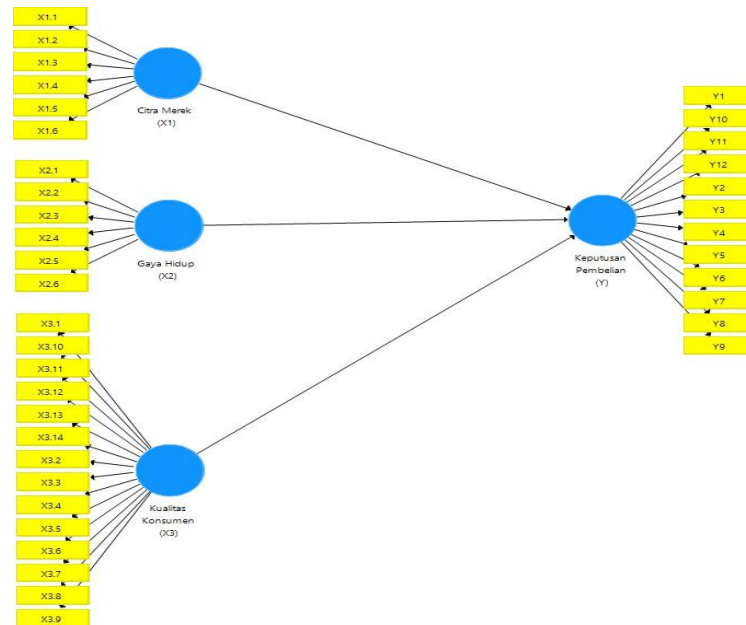 X1.1
X1.2
X1.3
X1.4
X1.5
X1.6
Citra Merek
(X1)
X2.1
X2.2
X2.3
X2.4
X2.5
X2.6
Gaya Hidup
(X2)
X3.1
X3.10
X3.11
X3.12
X3.13
X3.14
X3.2
X3.3
X3.4
X3.5
X3.6
X3.7
X3.8
X3.9
Kualitas
Konsumen
(X3)
Keputusan
Pembelian
(Y)
Y1
Y10
Y11
Y12
Y2
Y3
Y4
Y5
Y6
Y7
Y8
Y9